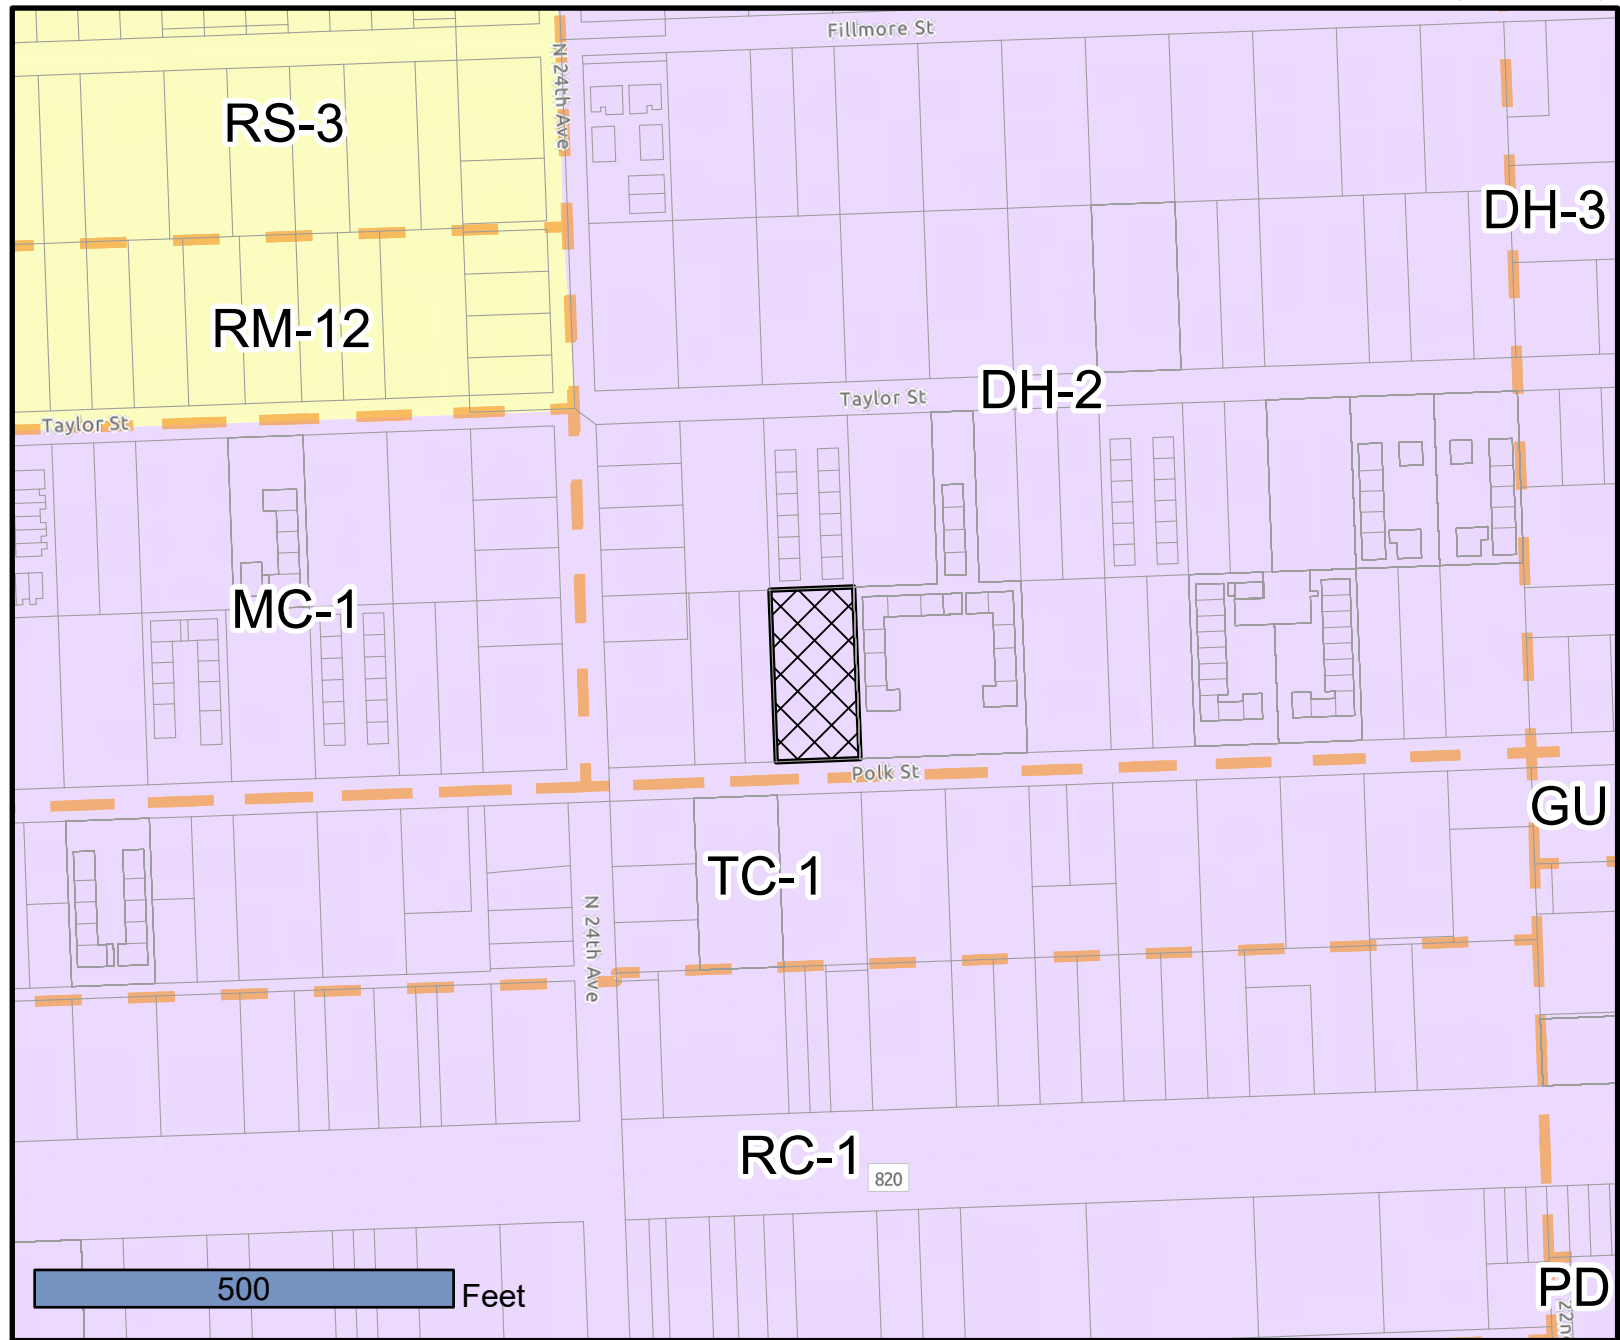 Fillmore St
N 24th Ave
RS-3
DH-3
RM-12
DH-2
Taylor St
Taylor St
MC-1
Polk St
GU
TC-1
N 24th Ave
RC-1
820
500
Feet
PD